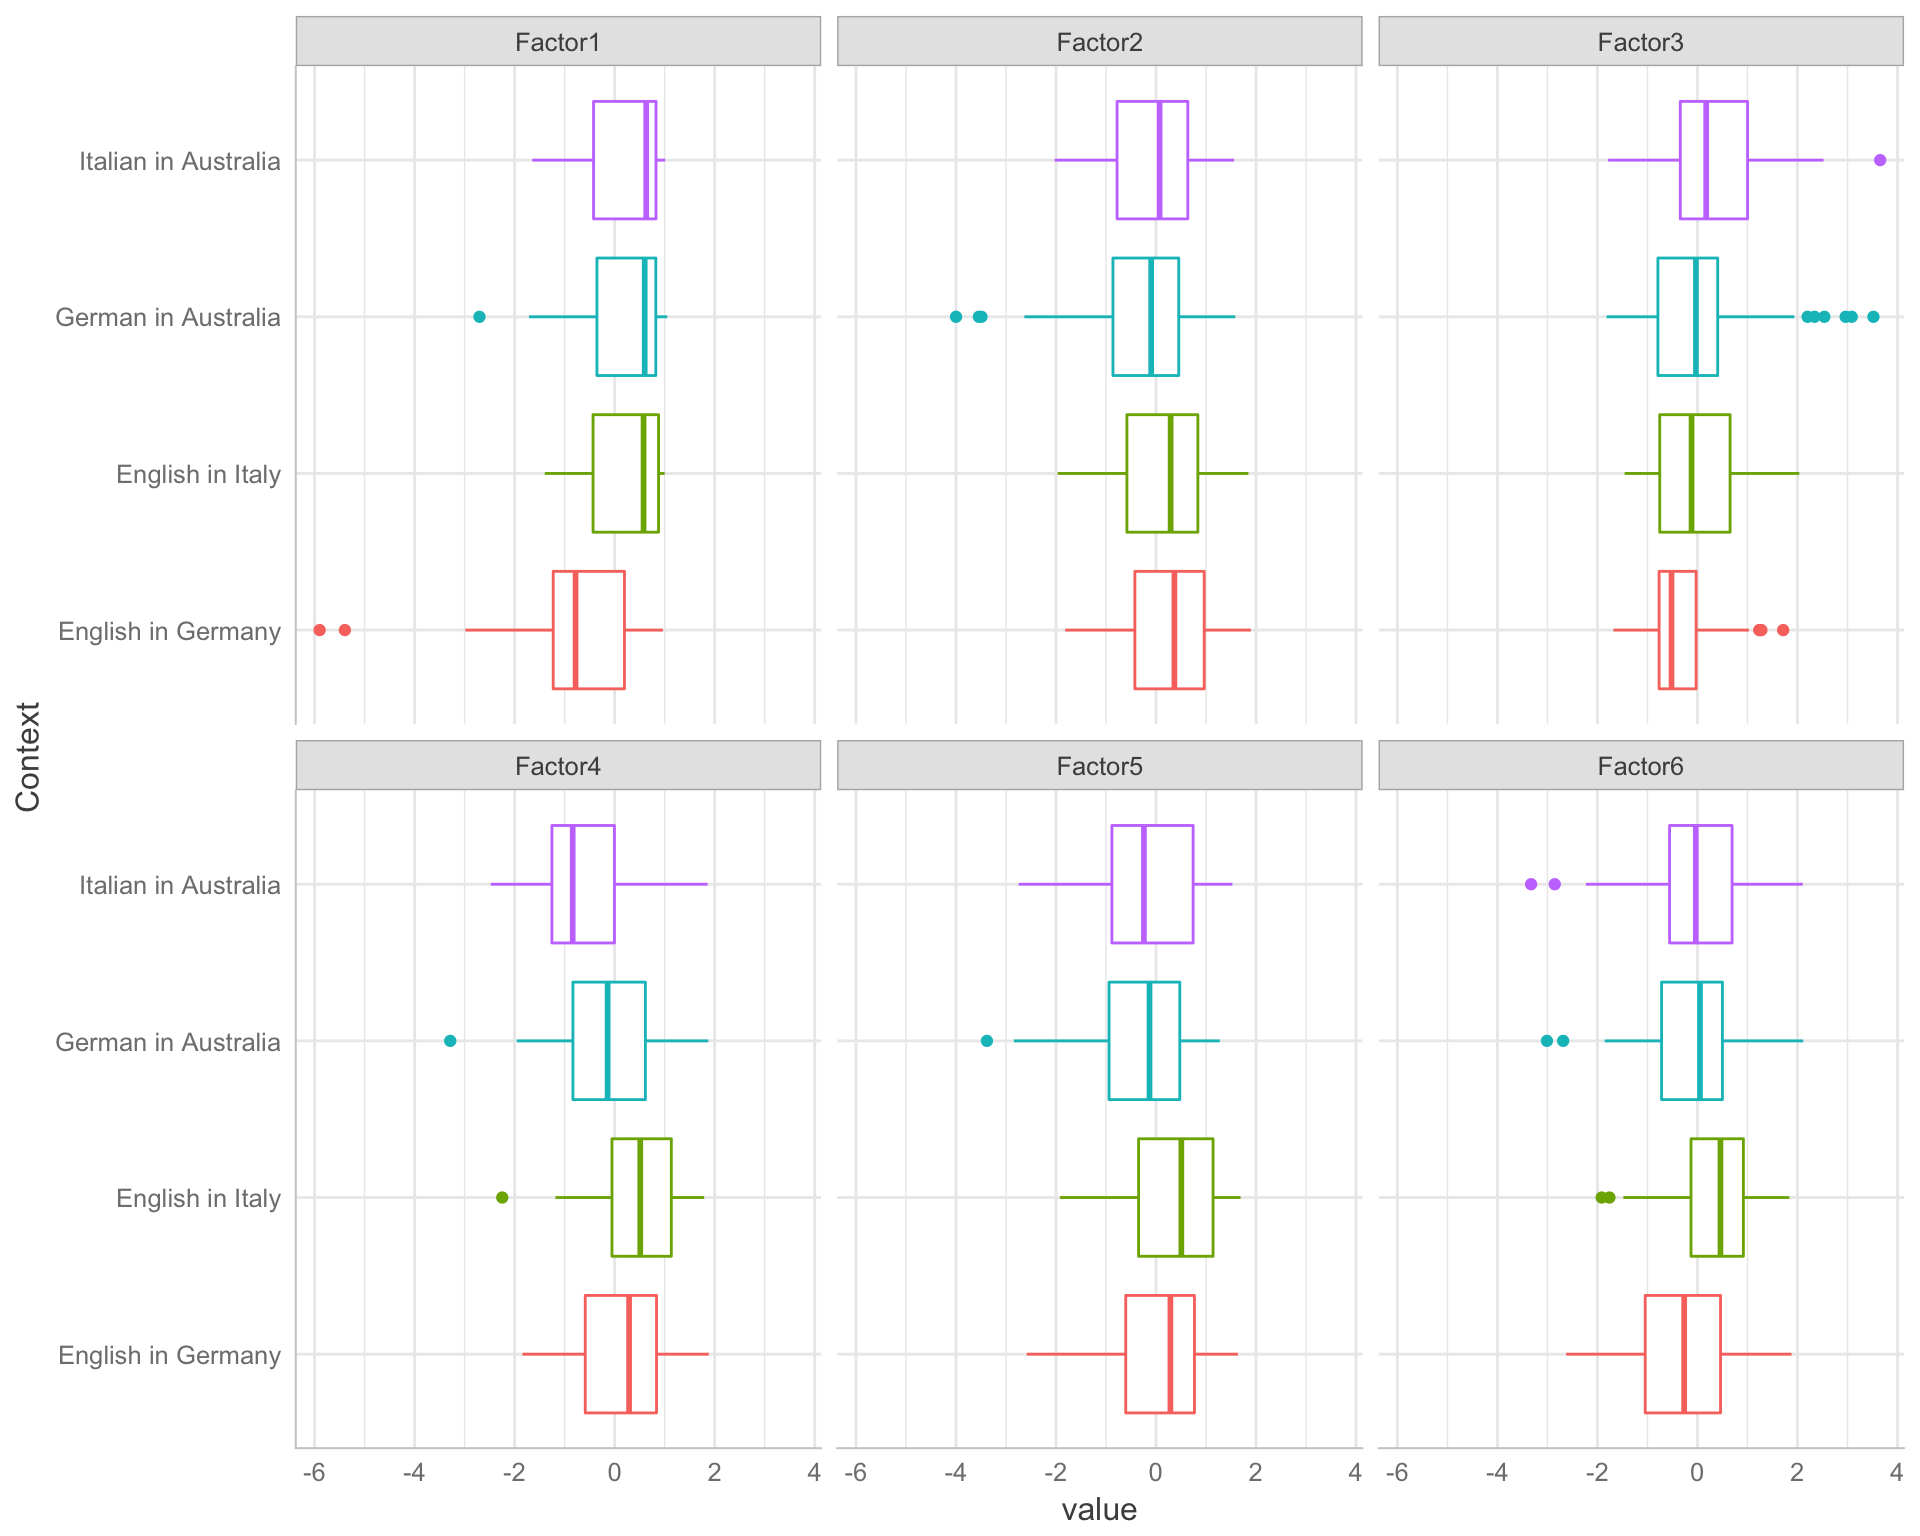 Factor1 Factor2 Factor3
Italian in Australia
German in Australia
English in Italy
English in Germany
Context
Factor4 Factor5 Factor6
Italian in Australia
German in Australia
English in Italy
English in Germany
-6 -4 -2 0 2 4 -6 -4 -2 0 2 4 -6 -4 -2 0 2 4
value